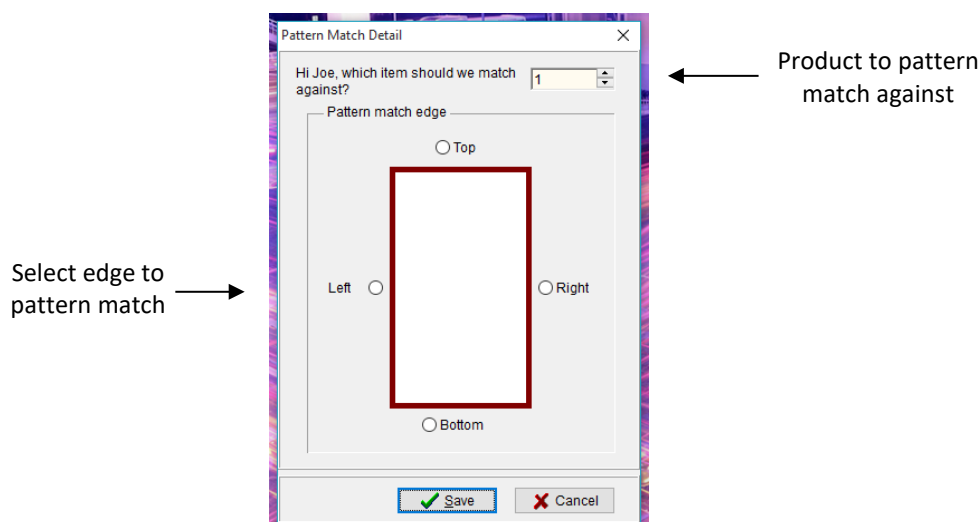 Pattern Match Detail
Hi Joe, which item should we match
against?
1
Product to pattern
match against
Pattern match edge
Top
Select edge to
pattern match
Left
Right
Bottom
Save
Cancel